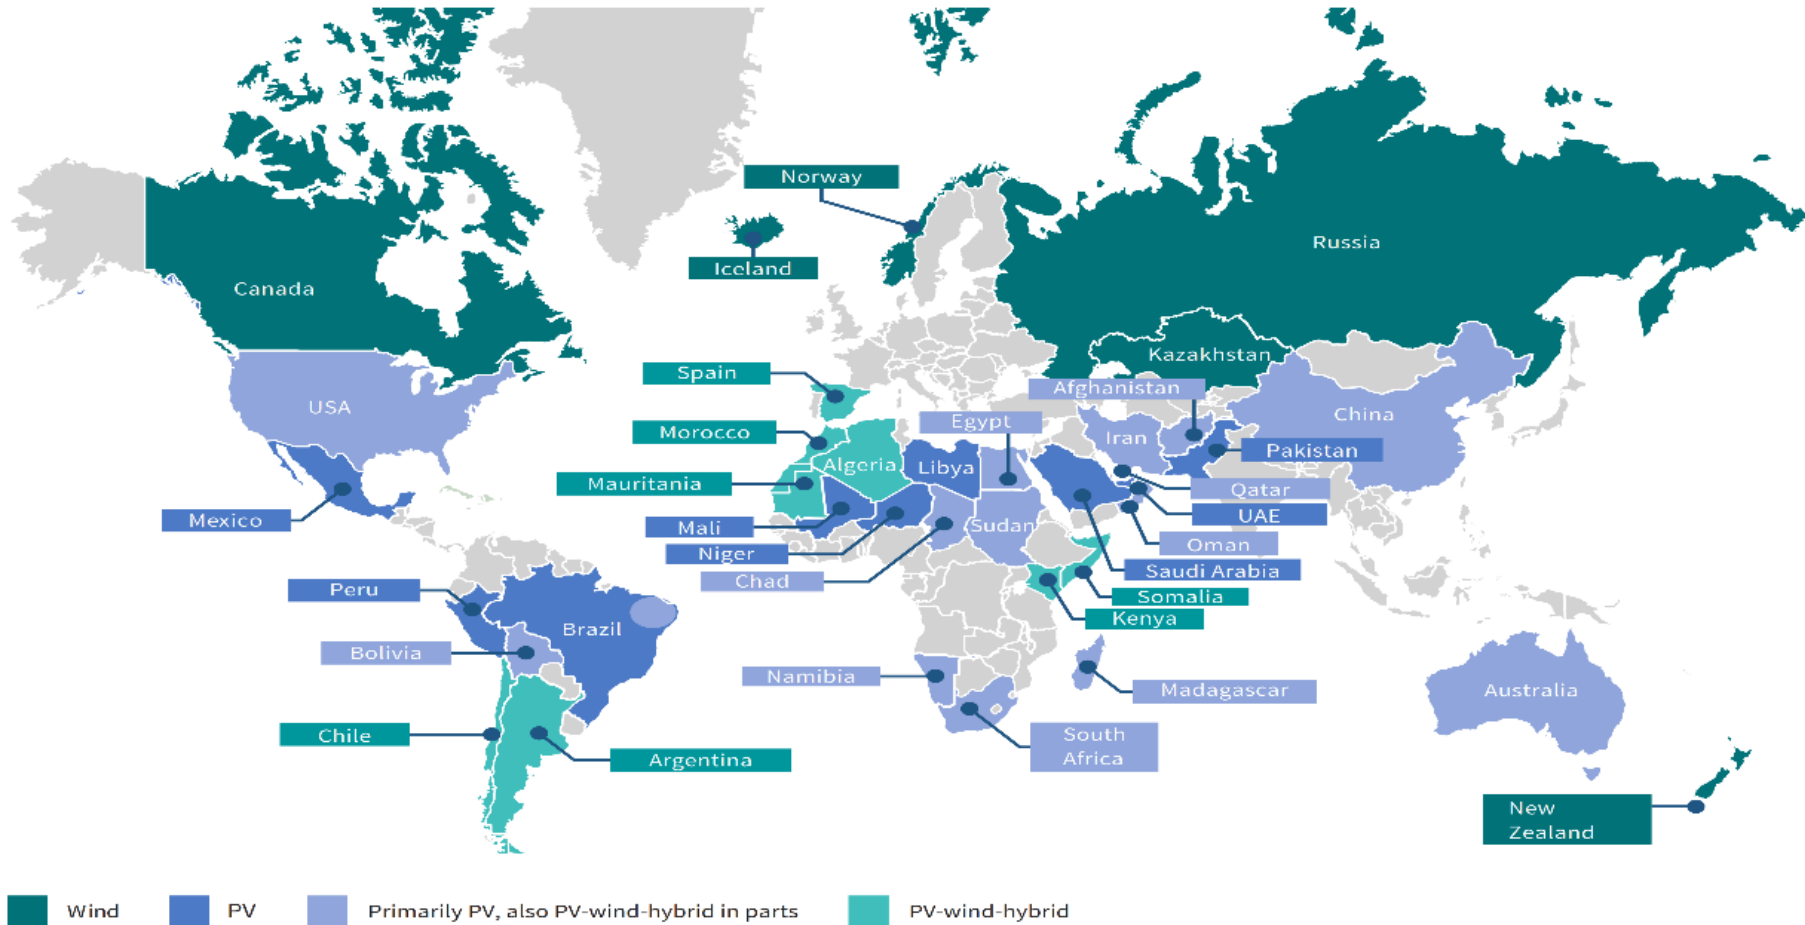 Norway
Russia
Iceland
Canada
Kazakhstan
Spain
Afghanistan
USA
China
Egypt
Morocco
Iran
Pakistan
Algeria
Libya
Mauritania
Qatar
UAE
Mexico
Mali
Sudan
Niger
Oman
Chad
Saudi Arabia
Peru
Somalia
Kenya
Brazil
Bolivia
Namibia
Madagascar
Australia
Chile
South
Africa
Argentina
New
Zealand
Wind
PV
Primarily PV, also PV-wind-hybrid in parts
PV-wind-hybrid